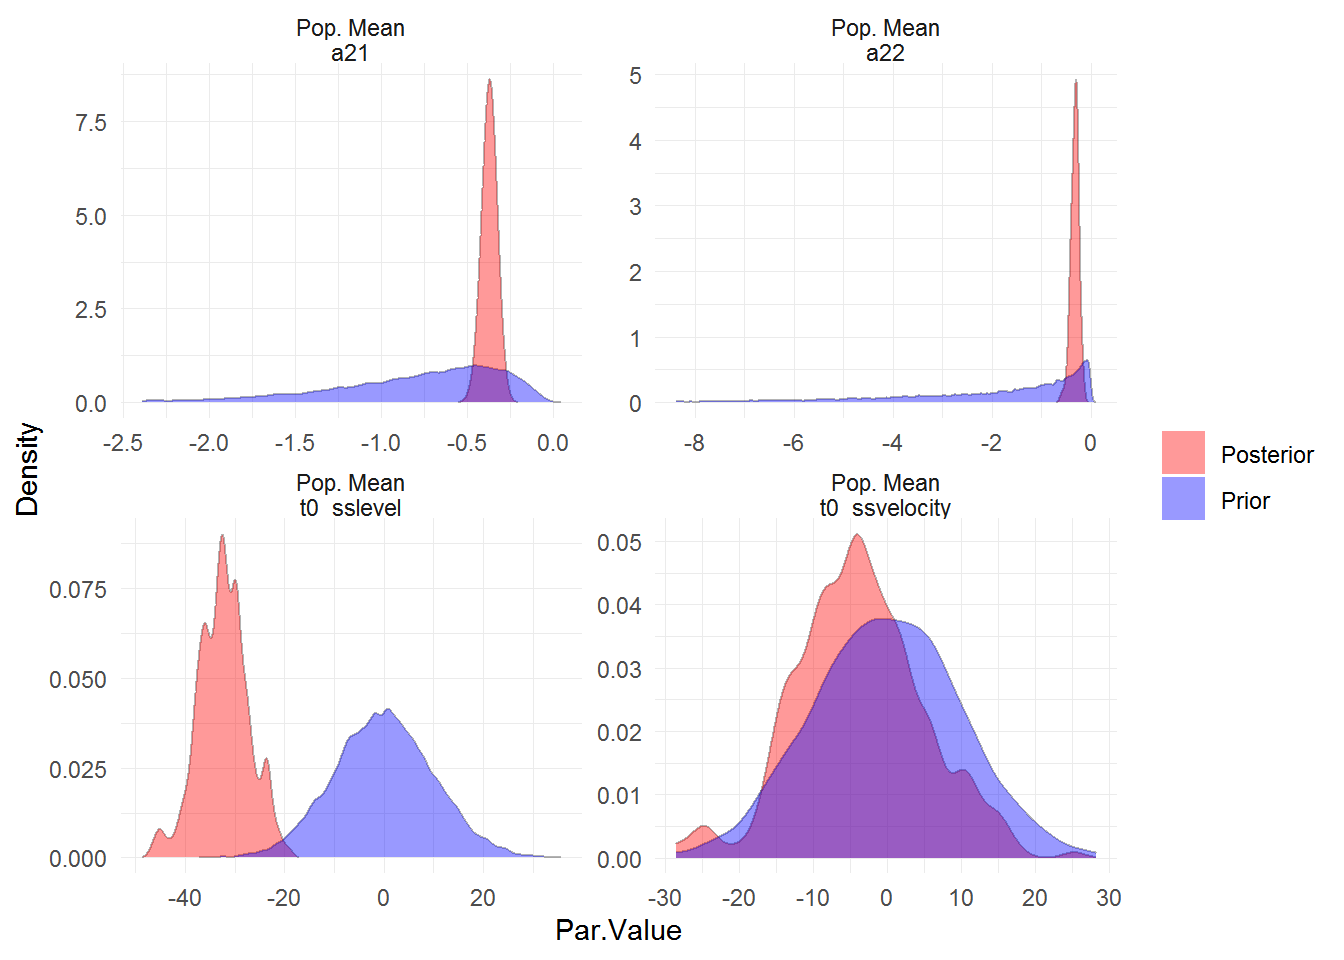 Pop. Mean
a21
Pop. Mean
a22
7.5
5.0
2.5
0.0
-2.5 -2.0 -1.5 -1.0 -0.5 0.0
5
4
3
2
1
0
-8 -6 -4 -2 0
Density
Pop. Mean
t0_sslevel
Pop. Mean
t0_ssvelocity
0.075
0.050
0.025
0.000
-40 -20 0 20
0.05
0.04
0.03
0.02
0.01
0.00
-30 -20 -10 0 10 20 30
Par.Value
Posterior
Prior